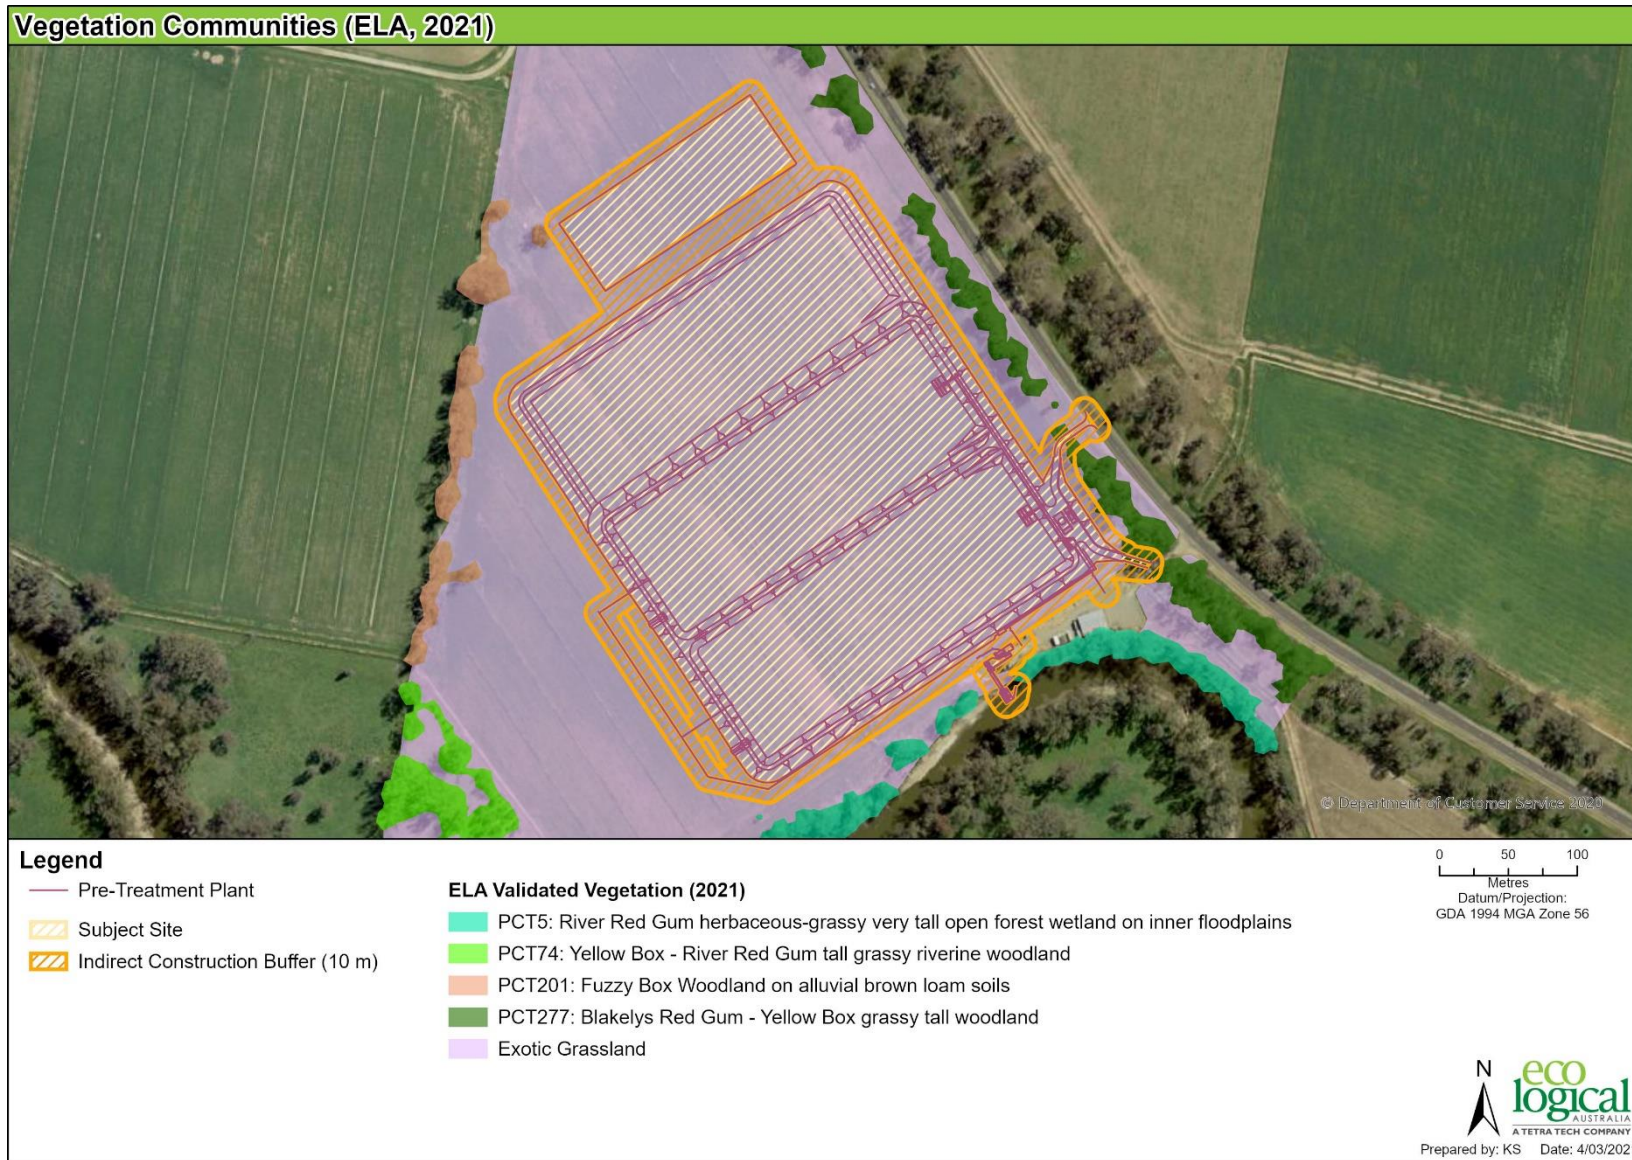 Vegetation Communities (ELA, 2021)
© Department of Customer Service 2020
Legend
Pre-Treatment Plant
Subject Site
Indirect Construction Buffer (10 m)
ELA Validated Vegetation (2021)
PCT5: River Red Gum herbaceous-grassy very tall open forest wetland on inner floodplains
PCT74: Yellow Box - River Red Gum tall grassy riverine woodland
PCT201: Fuzzy Box Woodland on alluvial brown loam soils
PCT277: Blakelys Red Gum - Yellow Box grassy tall woodland
Exotic Grassland
0 50 100
Metres
Datum/Projection:
GDA 1994 MGA Zone 56
N
eco
logical
AUSTRALIA
A TETRA TECH COMPANY
Prepared by: KS Date: 4/03/202